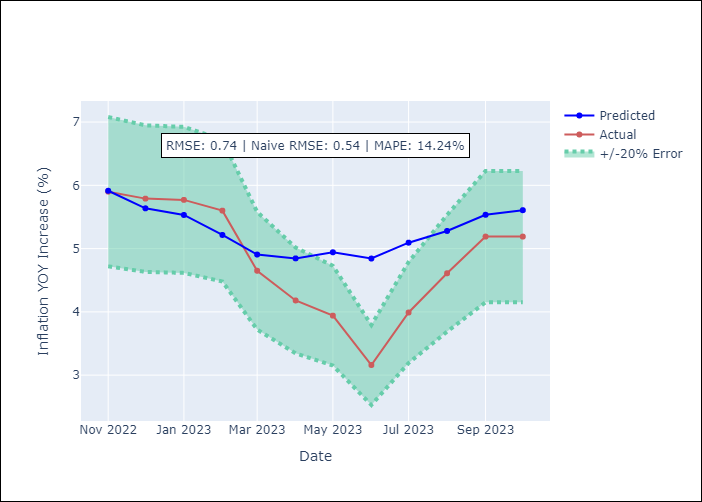 7
6
5
4
3
Inflation YOY Increase (%)
RMSE: 0.74 | Naive RMSE: 0.54 | MAPE: 14.24%
Predicted
Actual
+/-20% Error
Nov 2022 Jan 2023 Mar 2023 May 2023 Jul 2023 Sep 2023
Date